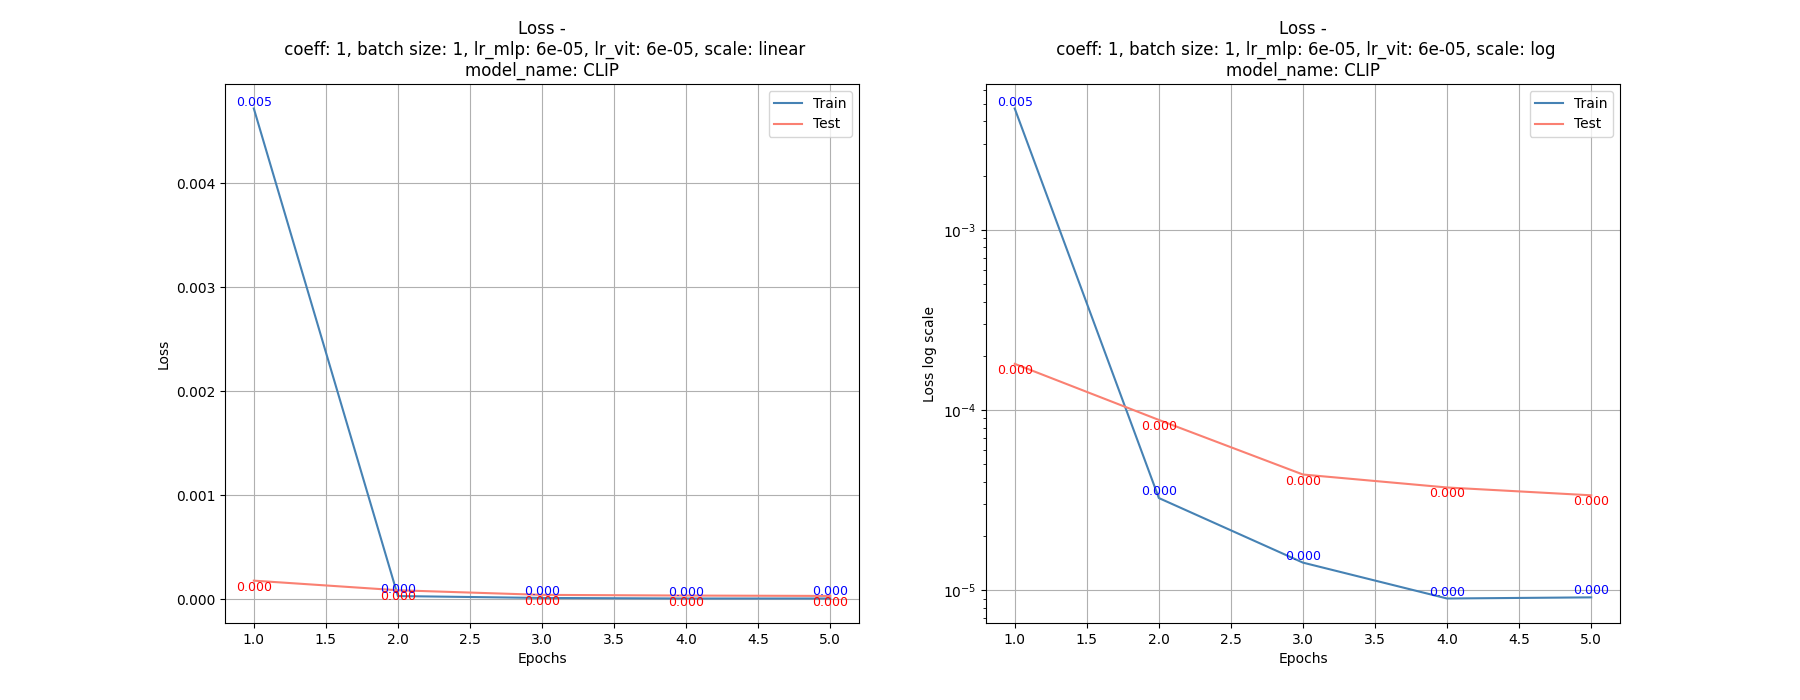 Loss -
coeff: 1, batch size: 1, lr_mlp: 6e-05, lr_vit: 6e-05, scale: linear
model_name: CLIP
0.005
Train
Test
0.004
0.003
Loss
0.002
0.001
0.000
0.000
0.000
0.000
0.000
0.000
0.000
0.000
0.000
0.000
0.000
1.0 1.5 2.0 2.5 3.0 3.5 4.0 4.5 5.0
Epochs
Loss -
coeff: 1, batch size: 1, lr_mlp: 6e-05, lr_vit: 6e-05, scale: log
model_name: CLIP
0.005
Train
Test
10⁻³
Loss log scale
0.000
10⁻⁴
0.000
0.000
0.000
0.000
0.000
0.000
0.000
10⁻⁵
0.000
0.000
1.0 1.5 2.0 2.5 3.0 3.5 4.0 4.5 5.0
Epochs